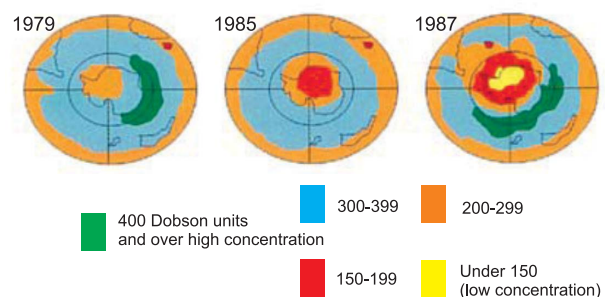 1979
1985
1987
300-399
200-299
400 Dobson units
and over high concentration
150-199
Under 150
(low concentration)